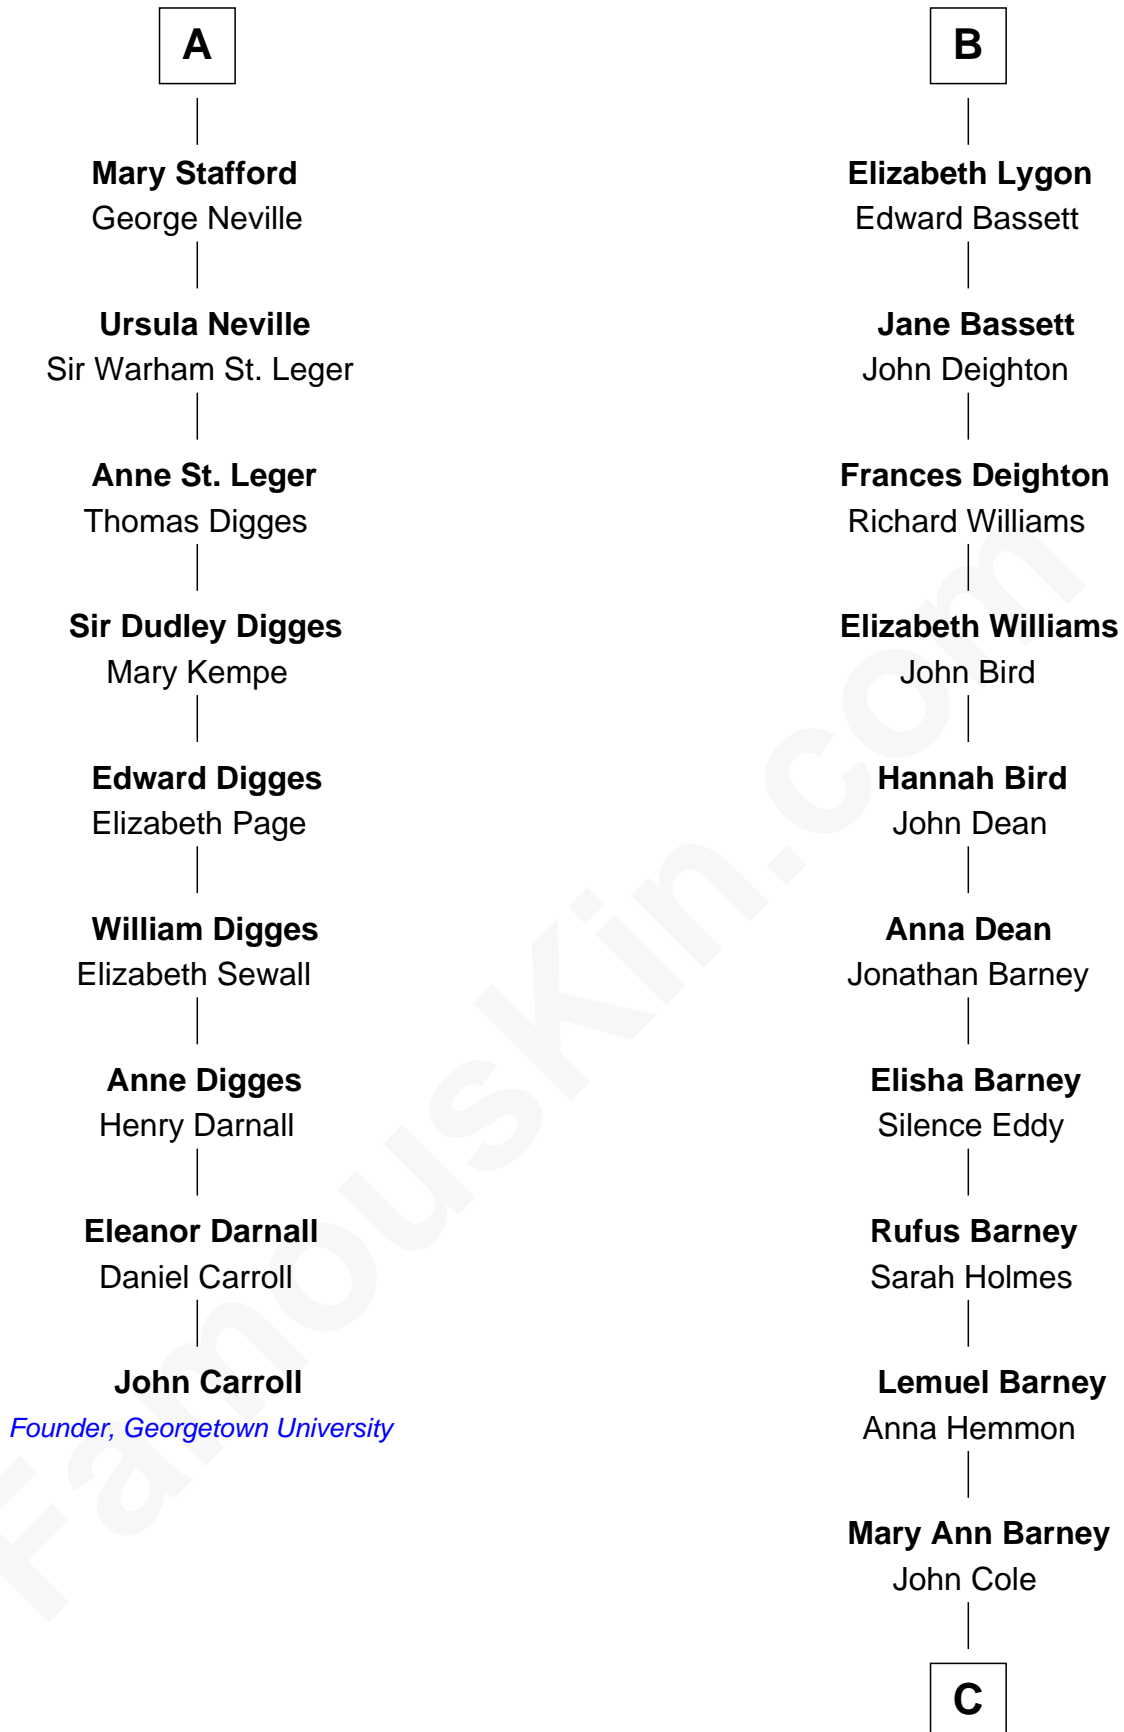 A
Mary Stafford
George Neville
Ursula Neville
Sir Warham St. Leger
Anne St. Leger
Thomas Digges
Sir Dudley Digges
Mary Kempe
Edward Digges
Elizabeth Page
William Digges
Elizabeth Sewall
Anne Digges
Henry Darnall
Eleanor Darnall
Daniel Carroll
John Carroll
Founder, Georgetown University
B
Elizabeth Lygon
Edward Bassett
Jane Bassett
John Deighton
Frances Deighton
Richard Williams
Elizabeth Williams
John Bird
Hannah Bird
John Dean
Anna Dean
Jonathan Barney
Elisha Barney
Silence Eddy
Rufus Barney
Sarah Holmes
Lemuel Barney
Anna Hemmon
Mary Ann Barney
John Cole
C
FamousKin.com